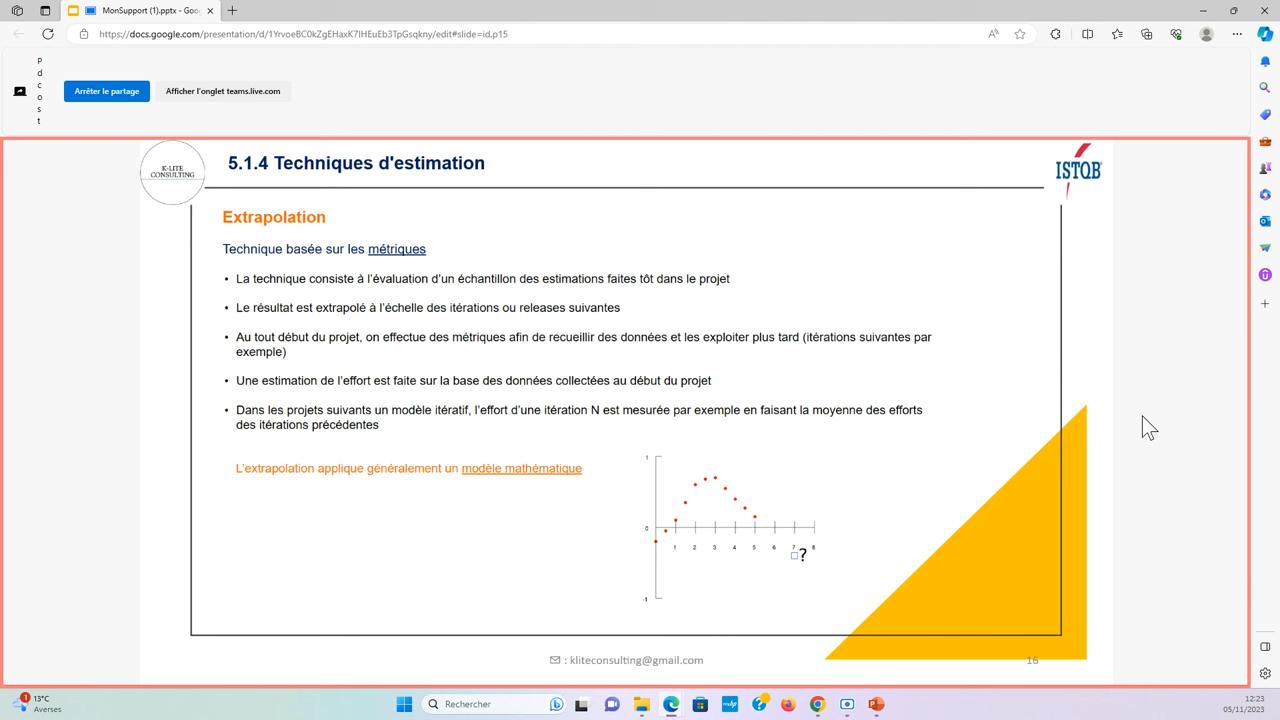 MonSupport (1).pptx - Goo
https://docs.google.com/presentation/d/1YrvoeBC0kZgEHaxK7IHEuEb3TpGsqkny/edit#slide=id.p15
P
d
c
o
s
t
Arrêter le partage
Afficher l'onglet teams.live.com
K-LITE
CONSULTING
5.1.4 Techniques d'estimation
ISTQB
Extrapolation
Technique basée sur les métriques
• La technique consiste à l'évaluation d'un échantillon des estimations faites tôt dans le projet
• Le résultat est extrapolé à l'échelle des itérations ou releases suivantes
• Au tout début du projet, on effectue des métriques afin de recueillir des données et les exploiter plus tard (itérations suivantes par
exemple)
• Une estimation de l'effort est faite sur la base des données collectées au début du projet
• Dans les projets suivants un modèle itératif, l'effort d'une itération N est mesurée par exemple en faisant la moyenne des efforts
des itérations précédentes
L'extrapolation applique généralement un modèle mathématique
1
0
1 2 3 4 5 6 7 8
?
-1
: kliteconsulting@gmail.com
16
1
13°C
Averses
Rechercher
12:23
05/11/2023